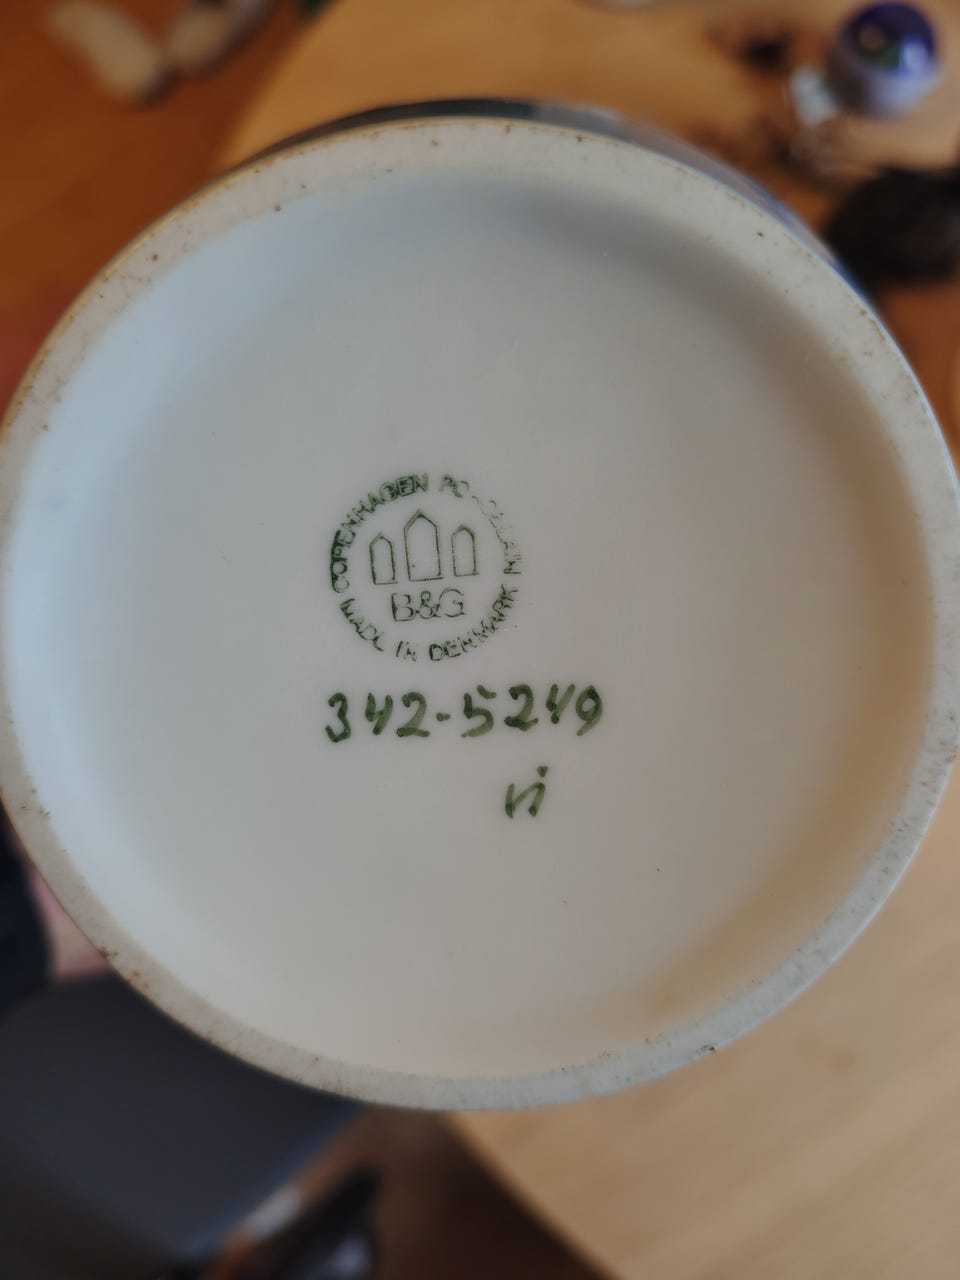 COPENHAGEN PORCELAIN
B&G
MADE IN DENMARK
342-5249